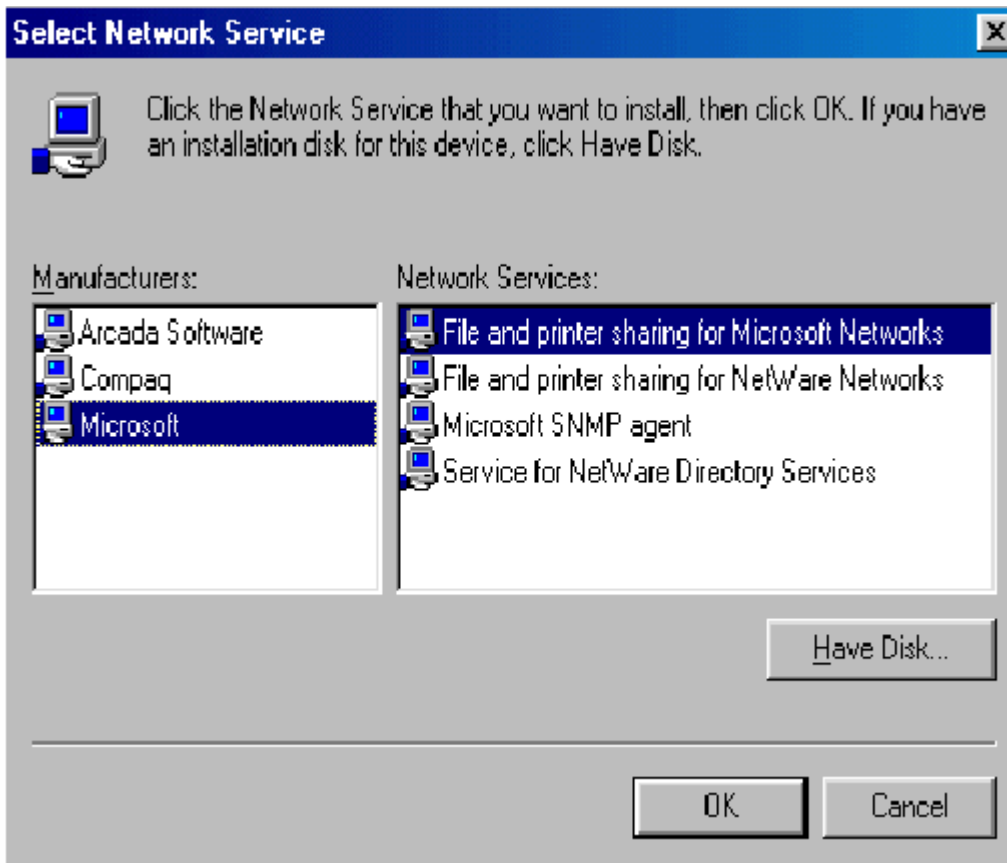 Select Network Service
Click the Network Service that you want to install, then click OK. If you have
an installation disk for this device, click Have Disk.
Manufacturers:
Arcada Software
Compaq
Microsoft
Network Services:
File and printer sharing for Microsoft Networks
File and printer sharing for NetWare Networks
Microsoft SNMP agent
Service for NetWare Directory Services
Have Disk...
OK
Cancel